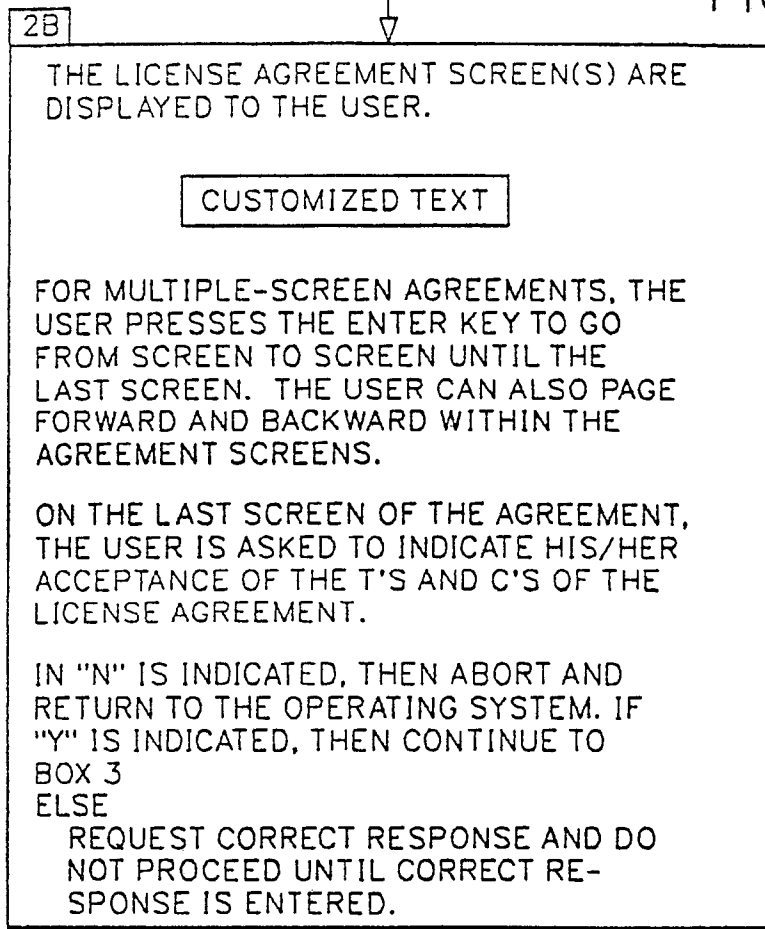 2B
THE LICENSE AGREEMENT SCREEN(S) ARE
DISPLAYED TO THE USER.
CUSTOMIZED TEXT
FOR MULTIPLE-SCREEN AGREEMENTS, THE
USER PRESSES THE ENTER KEY TO GO
FROM SCREEN TO SCREEN UNTIL THE
LAST SCREEN. THE USER CAN ALSO PAGE
FORWARD AND BACKWARD WITHIN THE
AGREEMENT SCREENS.
ON THE LAST SCREEN OF THE AGREEMENT,
THE USER IS ASKED TO INDICATE HIS/HER
ACCEPTANCE OF THE T'S AND C'S OF THE
LICENSE AGREEMENT.
IN "N" IS INDICATED, THEN ABORT AND
RETURN TO THE OPERATING SYSTEM. IF
"Y" IS INDICATED, THEN CONTINUE TO
BOX 3
ELSE
REQUEST CORRECT RESPONSE AND DO
NOT PROCEED UNTIL CORRECT RE-
SPONSE IS ENTERED.